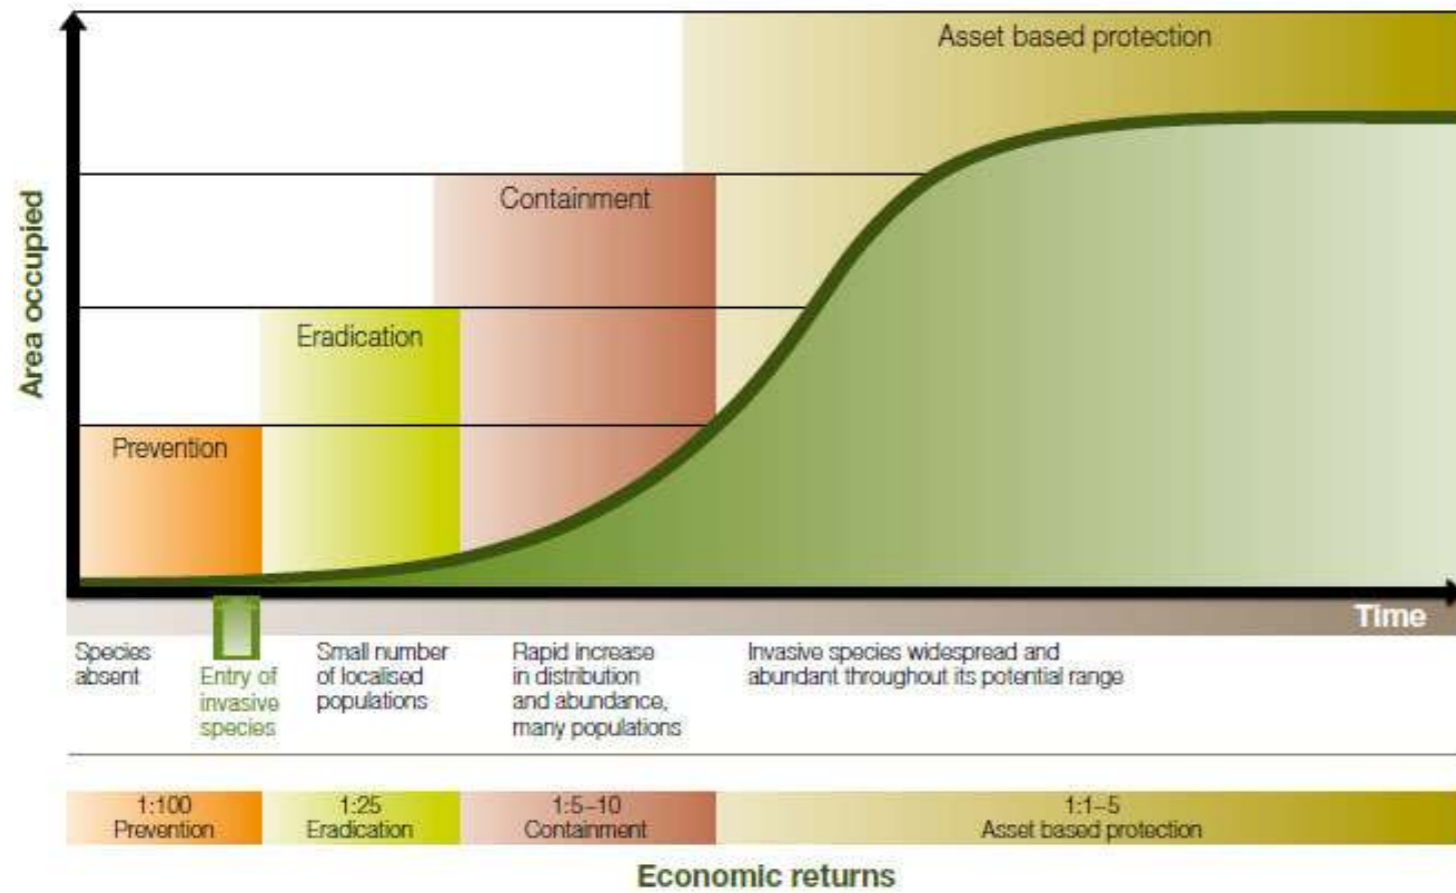 Asset based protection
Containment
Eradication
Prevention
Area occupied
Time
Species
absent
Entry of
invasive
species
Small number
of localised
populations
Rapid increase
in distribution
and abundance,
many populations
Invasive species widespread and
abundant throughout its potential range
1:100
Prevention
1:25
Eradication
1:5–10
Containment
1:1–5
Asset based protection
Economic returns